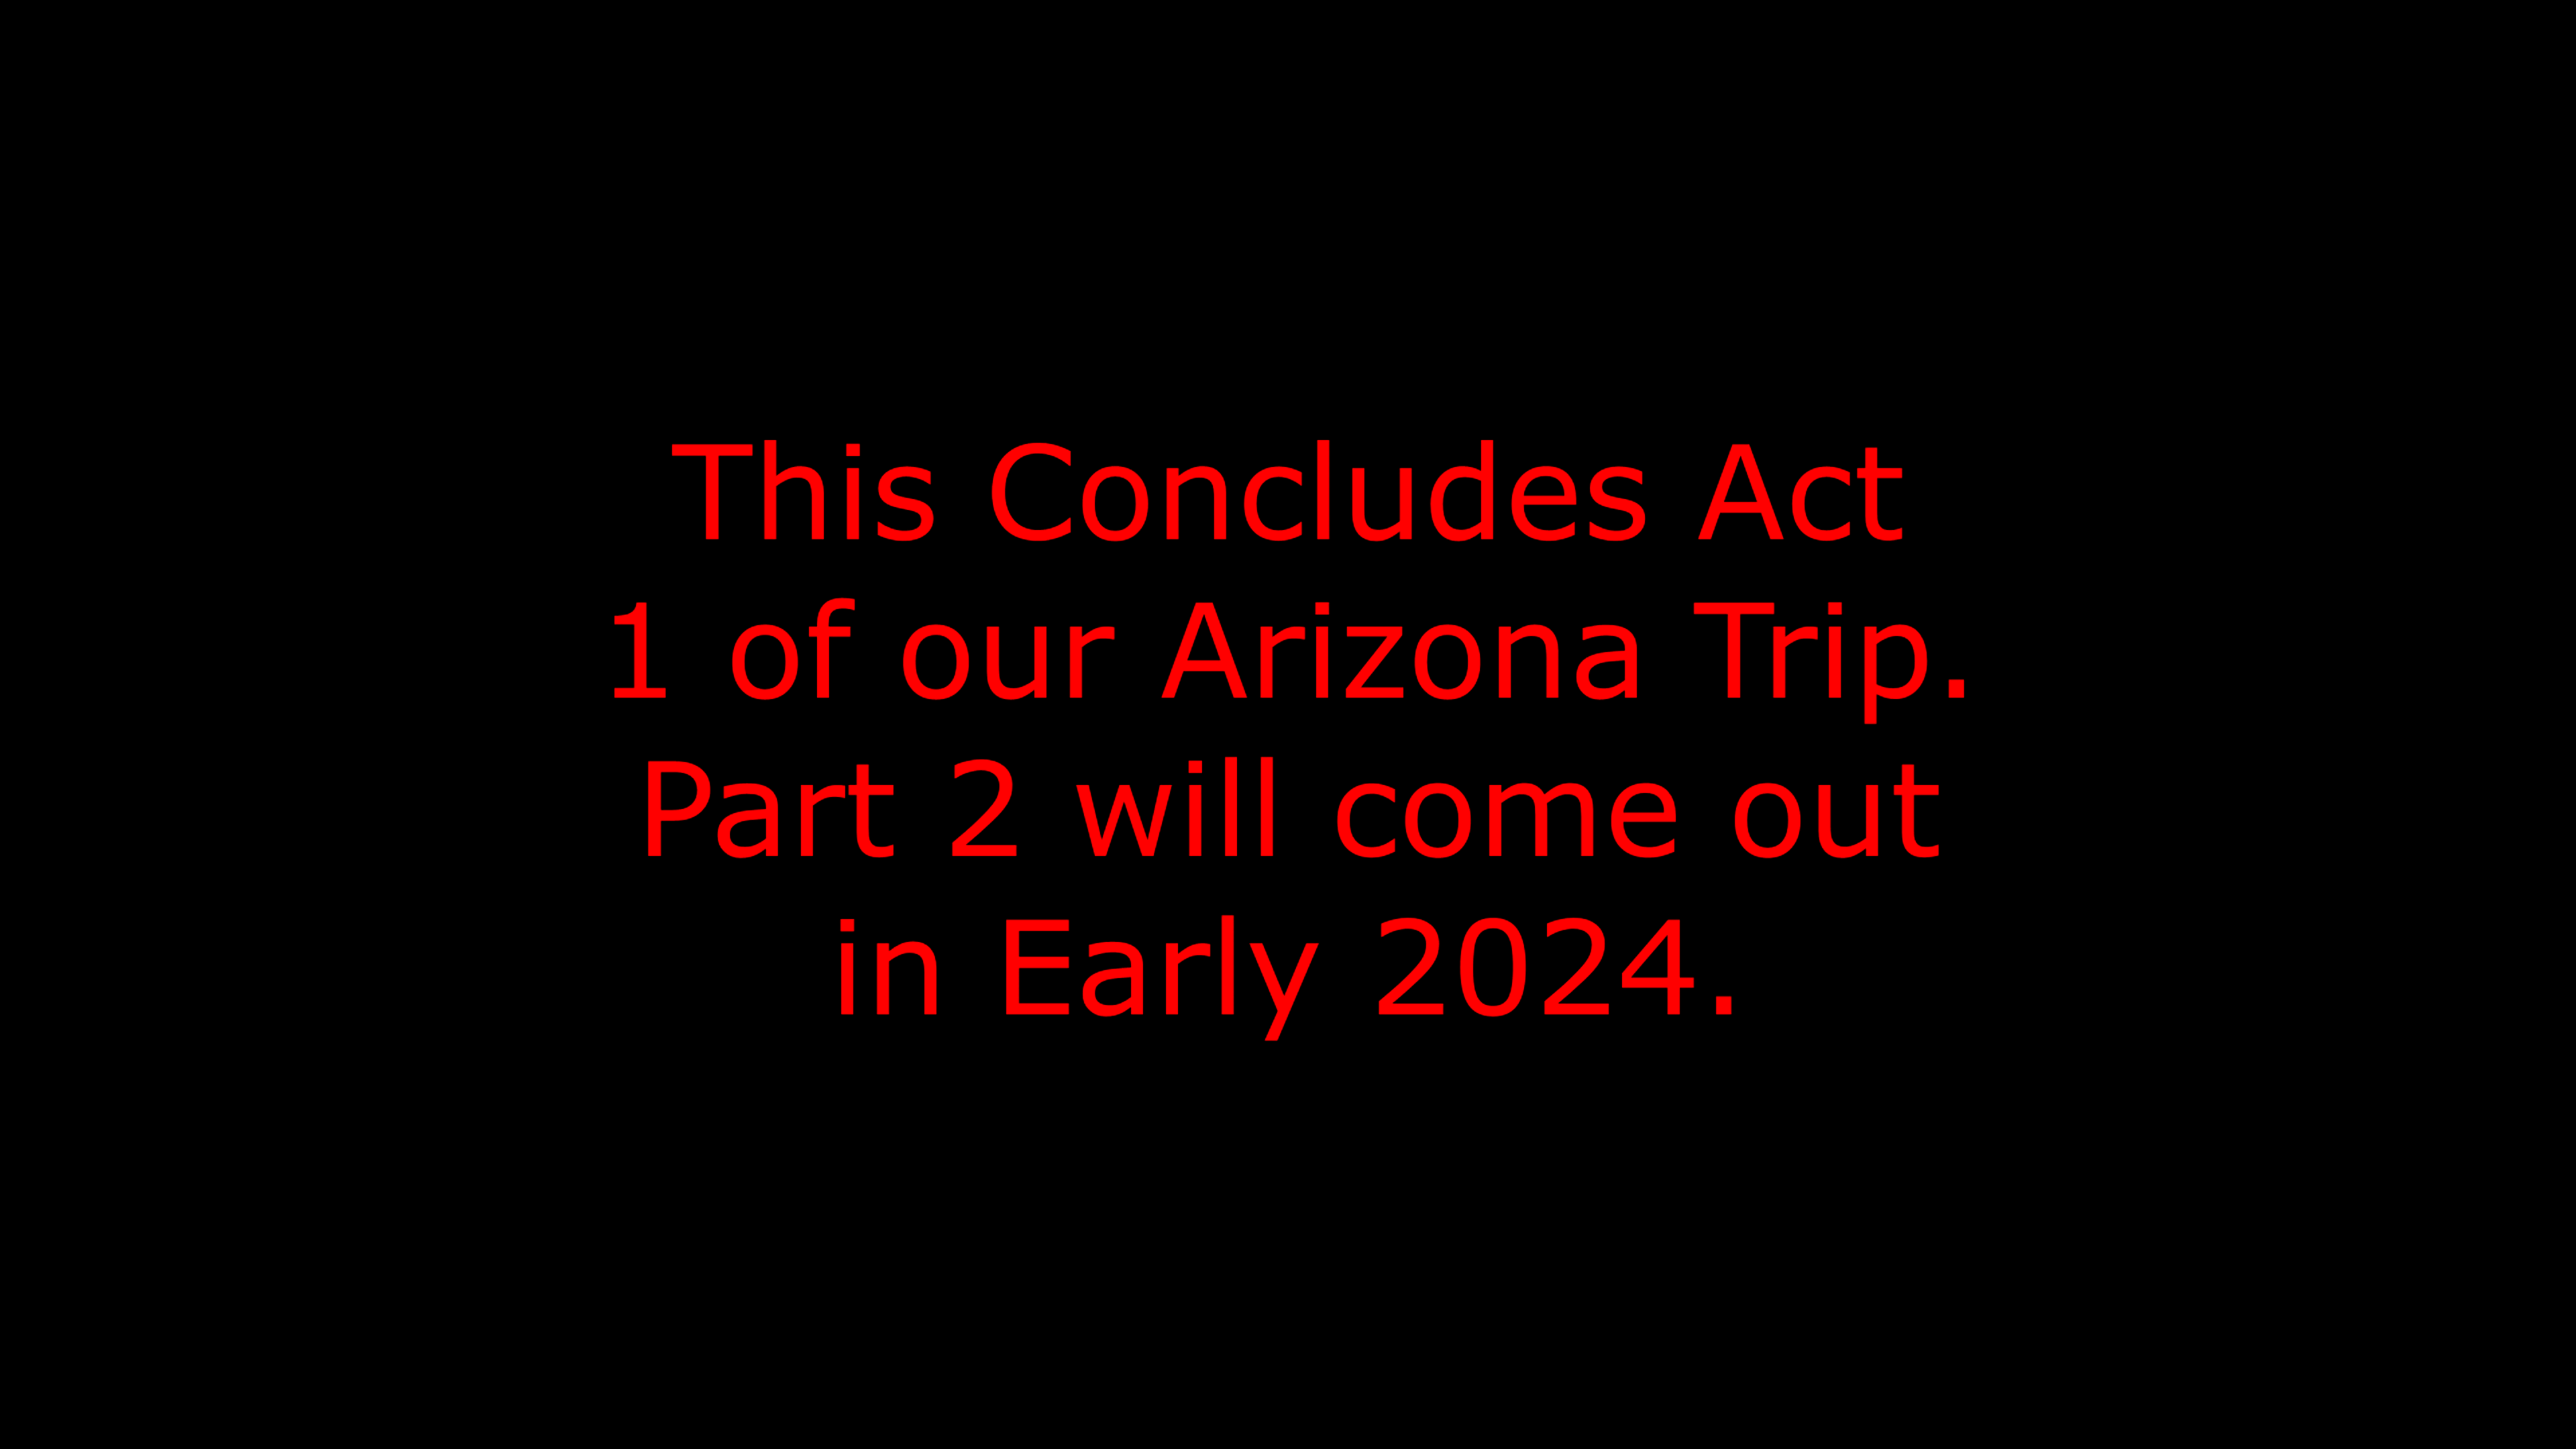 This Concludes Act
1 of our Arizona Trip.
Part 2 will come out
in Early 2024.